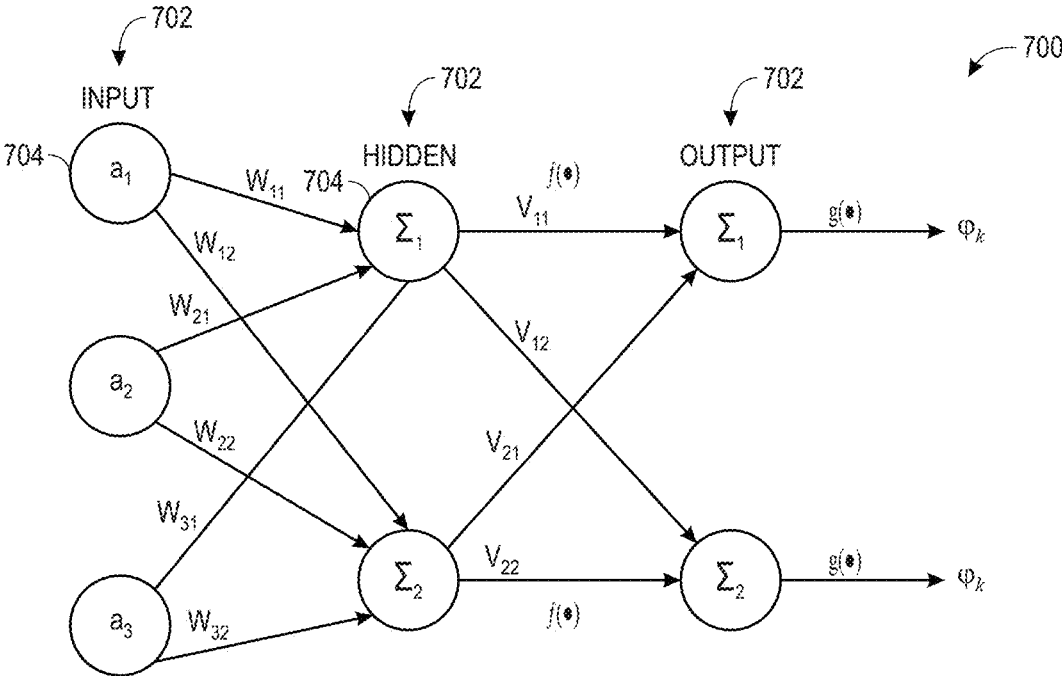 702
700
702
702
INPUT
HIDDEN
OUTPUT
704
a₁
W₁₁
704
f(•)
Σ₁
V₁₁
Σ₁
g(•)
φₖ
W₁₂
W₂₁
V₁₂
a₂
W₂₂
V₂₁
W₃₁
Σ₂
V₂₂
Σ₂
g(•)
φₖ
a₃
W₃₂
f(•)